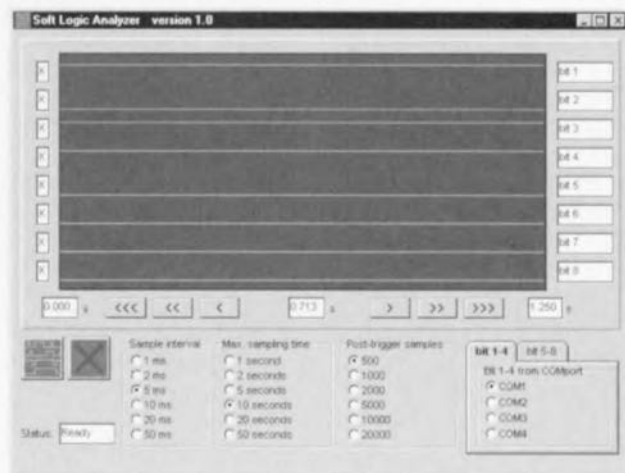 Soft Logic Analyzer version 1.0
X bit 1
X bit 2
X bit 3
X bit 4
X bit 5
X bit 6
X bit 7
X bit 8
0.000 s <<< << < 0.713 s > >> >>> 1.250 s
Sample interval
1 ms
2 ms
5 ms
10 ms
20 ms
50 ms
Max. sampling time
1 second
2 seconds
5 seconds
10 seconds
20 seconds
50 seconds
Post-trigger samples
500
1000
2000
5000
10000
20000
bit 1-4 bit 5-8
Bit 1-4 from COMport
COM1
COM2
COM3
COM4
Status: Ready